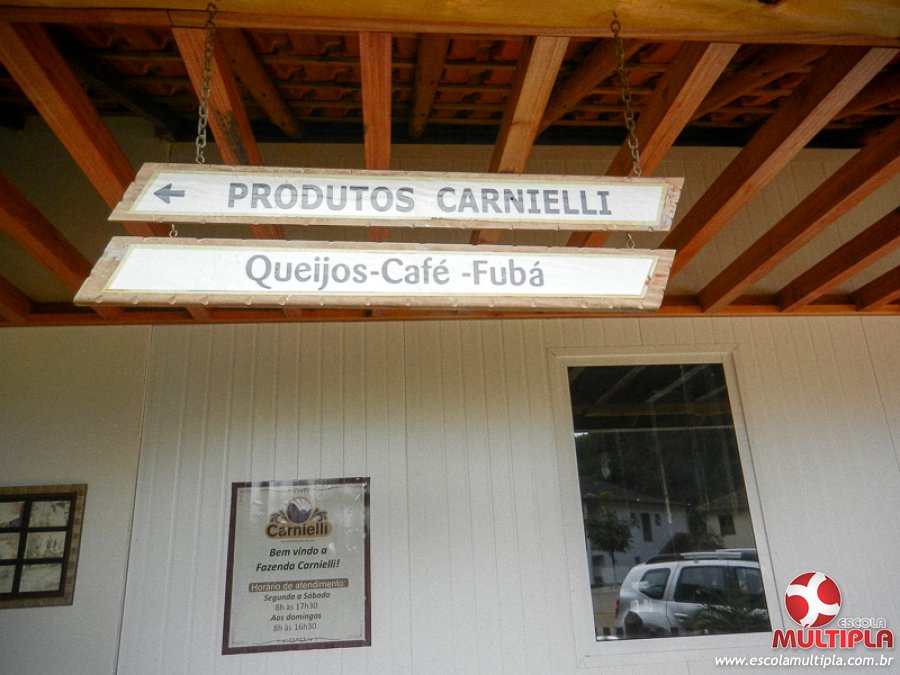 PRODUTOS CARNIELLI
Queijos-Café -Fubá
Carnielli
Bem vindo a
Fazenda Carnielli!
Horário de atendimento:
Segunda a Sábado
8h às 17h30
Aos domingos
8h às 16h30.
ESCOLA
MULTIPLA
www.escolamultipla.com.br